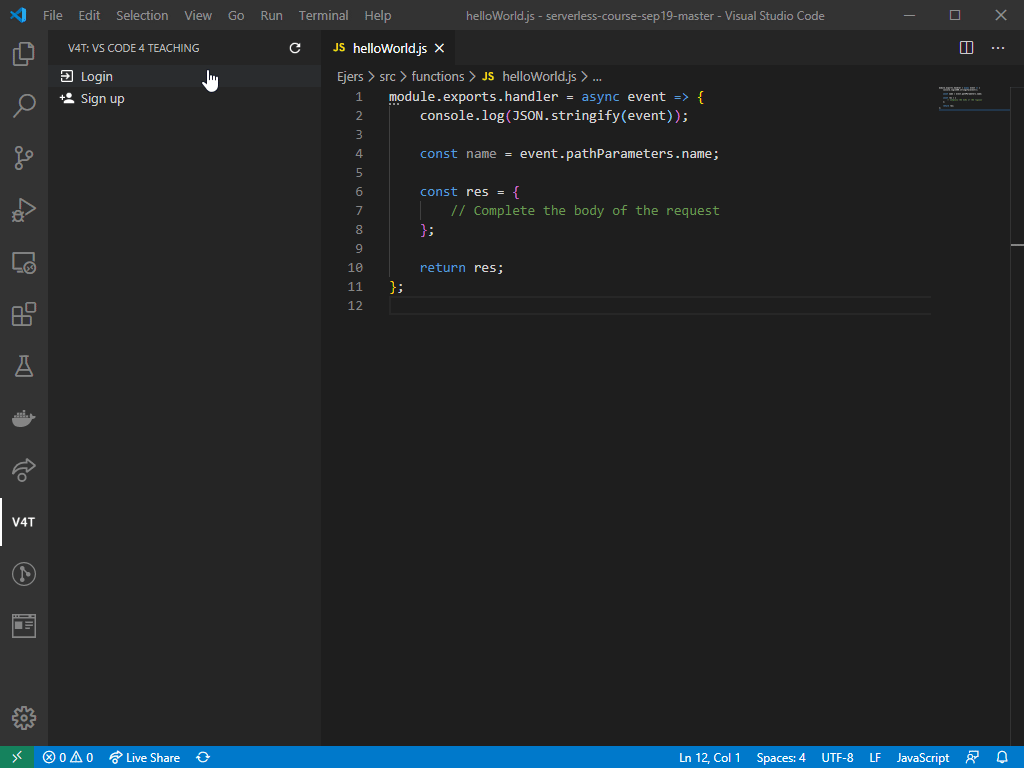 File Edit Selection View Go Run Terminal Help helloWorld.js - serverless-course-sep19-master - Visual Studio Code
V4T: VS CODE 4 TEACHING
JS helloWorld.js
Login
Sign up
Ejers > src > functions > JS helloWorld.js > ...
1 module.exports.handler = async event => {
2 console.log(JSON.stringify(event));
3
4 const name = event.pathParameters.name;
5
6 const res = {
7 // Complete the body of the request
8 };
9
10 return res;
11 };
12
V4T
0 0 Live Share Ln 12, Col 1 Spaces: 4 UTF-8 LF JavaScript